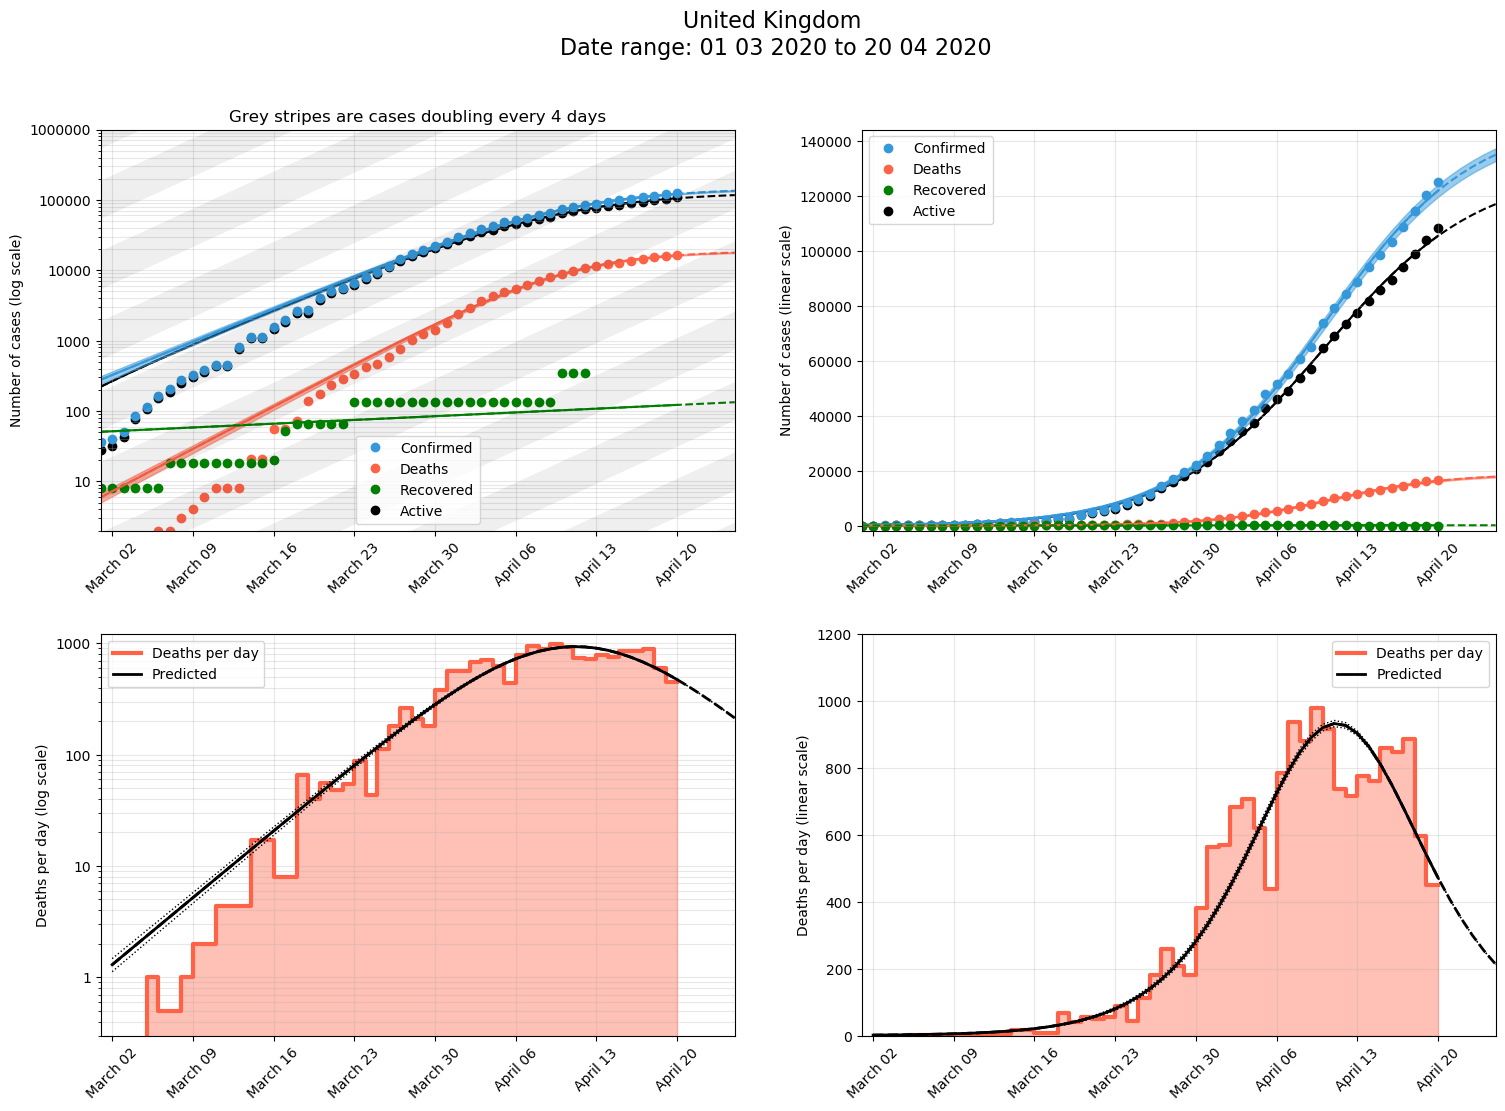 United Kingdom
Date range: 01 03 2020 to 20 04 2020
Grey stripes are cases doubling every 4 days
Number of cases (log scale)
1000000
100000
10000
1000
100
10
Confirmed
Deaths
Recovered
Active
March 02
March 09
March 16
March 23
March 30
April 06
April 13
April 20
Number of cases (linear scale)
140000
120000
100000
80000
60000
40000
20000
0
Confirmed
Deaths
Recovered
Active
March 02
March 09
March 16
March 23
March 30
April 06
April 13
April 20
Deaths per day (log scale)
1000
100
10
1
Deaths per day
Predicted
March 02
March 09
March 16
March 23
March 30
April 06
April 13
April 20
Deaths per day (linear scale)
1200
1000
800
600
400
200
0
Deaths per day
Predicted
March 02
March 09
March 16
March 23
March 30
April 06
April 13
April 20